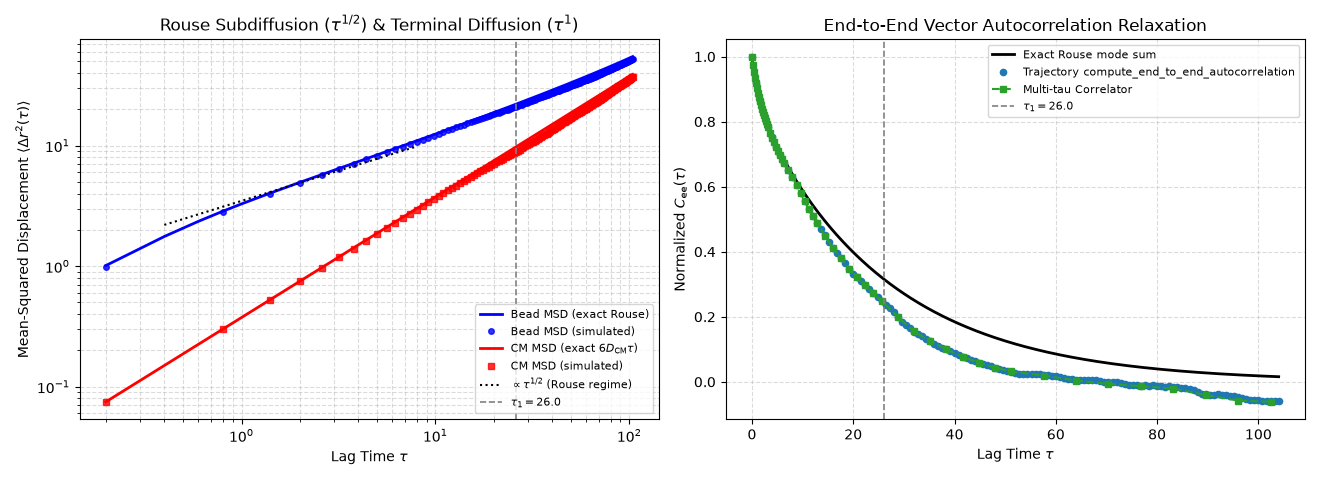 Rouse Subdiffusion (τ^{1/2}) & Terminal Diffusion (τ^1)
Mean-Squared Displacement ⟨Δr²(τ)⟩
10^1
10^0
10^{-1}
Bead MSD (exact Rouse)
Bead MSD (simulated)
CM MSD (exact 6D_{CM}τ)
CM MSD (simulated)
∝ τ^{1/2} (Rouse regime)
τ_1 = 26.0
10^0
10^1
10^2
Lag Time τ
End-to-End Vector Autocorrelation Relaxation
Normalized C_{ee}(τ)
1.0
0.8
0.6
0.4
0.2
0.0
Exact Rouse mode sum
Trajectory compute_end_to_end_autocorrelation
Multi-tau Correlator
τ_1 = 26.0
0
20
40
60
80
100
Lag Time τ